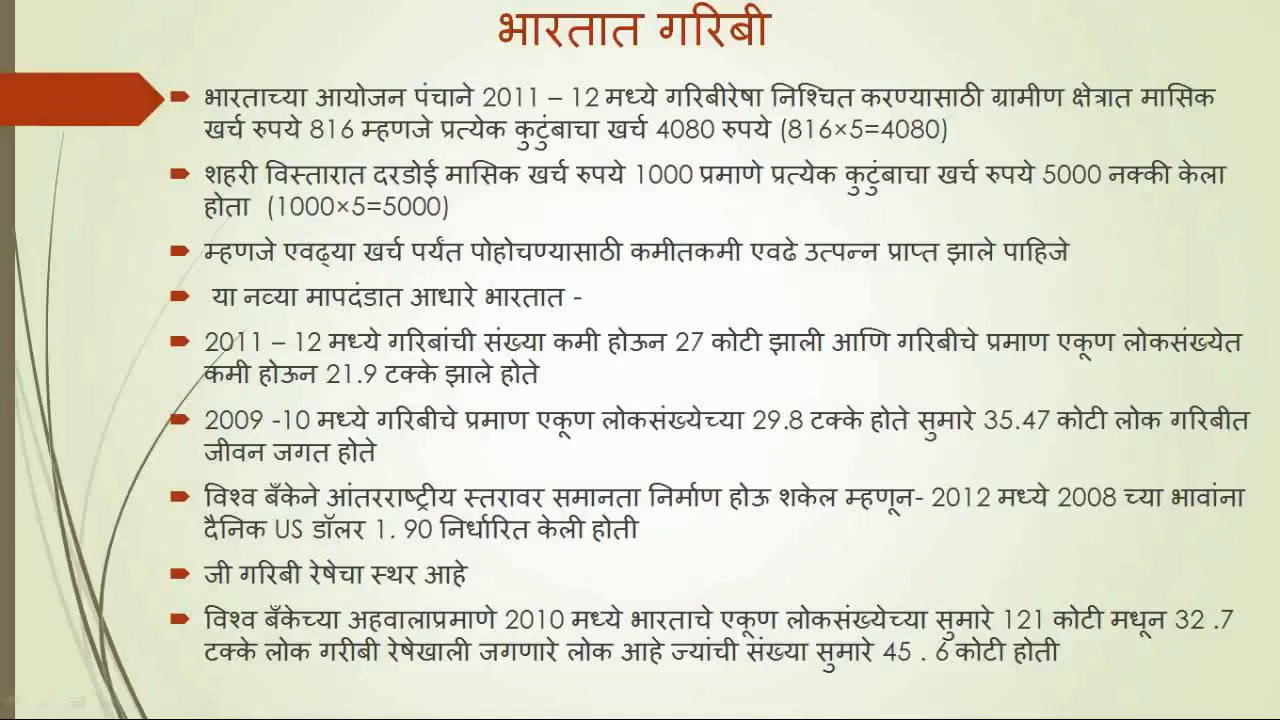 भारतात गरिबी
भारताच्या आयोजन पंचाने 2011 – 12 मध्ये गरिबीरेषा निश्चित करण्यासाठी ग्रामीण क्षेत्रात मासिक
खर्च रुपये 816 म्हणजे प्रत्येक कुटुंबाचा खर्च 4080 रुपये (816×5=4080)
शहरी विस्तारात दरडोई मासिक खर्च रुपये 1000 प्रमाणे प्रत्येक कुटुंबाचा खर्च रुपये 5000 नक्की केला
होता (1000×5=5000)
म्हणजे एवढ्या खर्च पर्यंत पोहोचण्यासाठी कमीतकमी एवढे उत्पन्न प्राप्त झाले पाहिजे
या नव्या मापदंडात आधारे भारतात -
2011 – 12 मध्ये गरिबांची संख्या कमी होऊन 27 कोटी झाली आणि गरिबीचे प्रमाण एकूण लोकसंख्येत
कमी होऊन 21.9 टक्के झाले होते
2009 -10 मध्ये गरिबीचे प्रमाण एकूण लोकसंख्येच्या 29.8 टक्के होते सुमारे 35.47 कोटी लोक गरिबीत
जीवन जगत होते
विश्व बँकेने आंतरराष्ट्रीय स्तरावर समानता निर्माण होऊ शकेल म्हणून- 2012 मध्ये 2008 च्या भावांना
दैनिक US डॉलर 1. 90 निर्धारित केली होती
जी गरिबी रेषेचा स्थर आहे
विश्व बँकेच्या अहवालाप्रमाणे 2010 मध्ये भारताचे एकूण लोकसंख्येच्या सुमारे 121 कोटी मधून 32 .7
टक्के लोक गरीबी रेषेखाली जगणारे लोक आहे ज्यांची संख्या सुमारे 45 . 6 कोटी होती